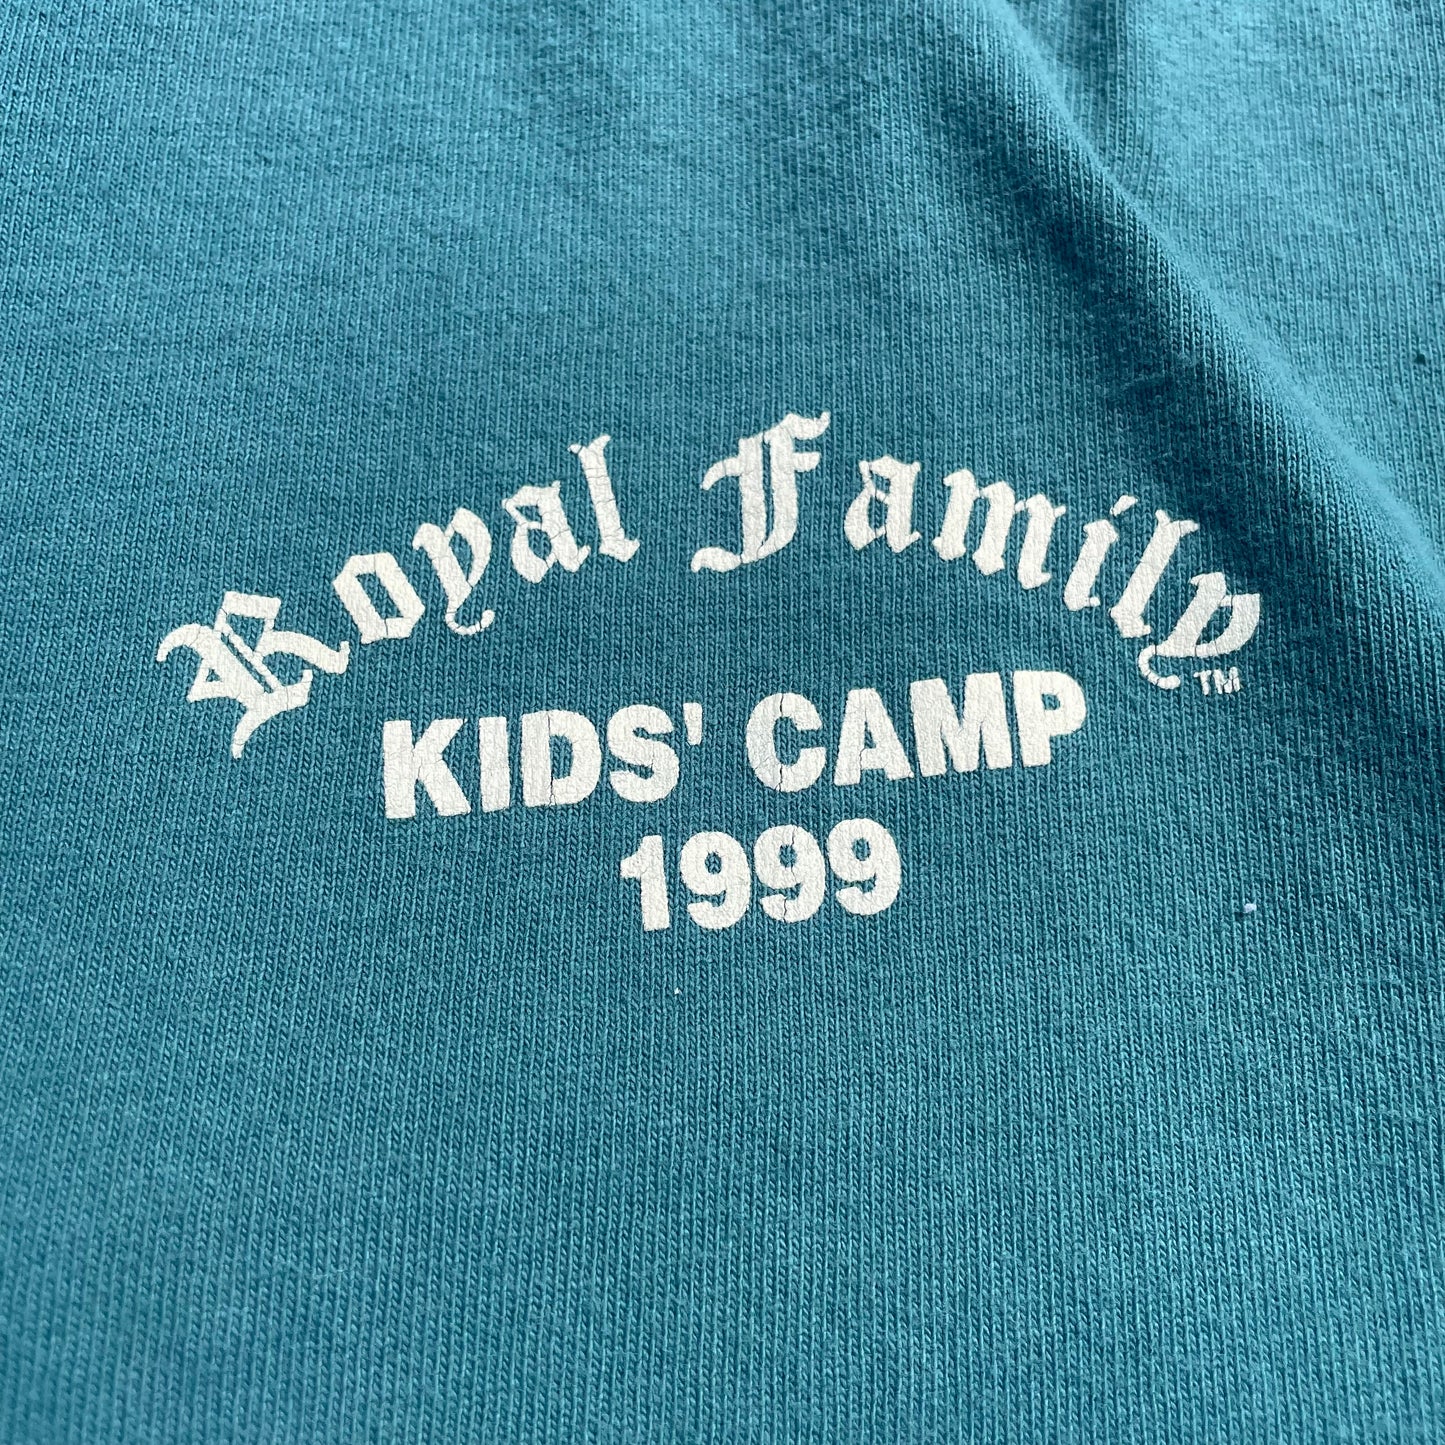 Royal Family™
KIDS' CAMP
1999